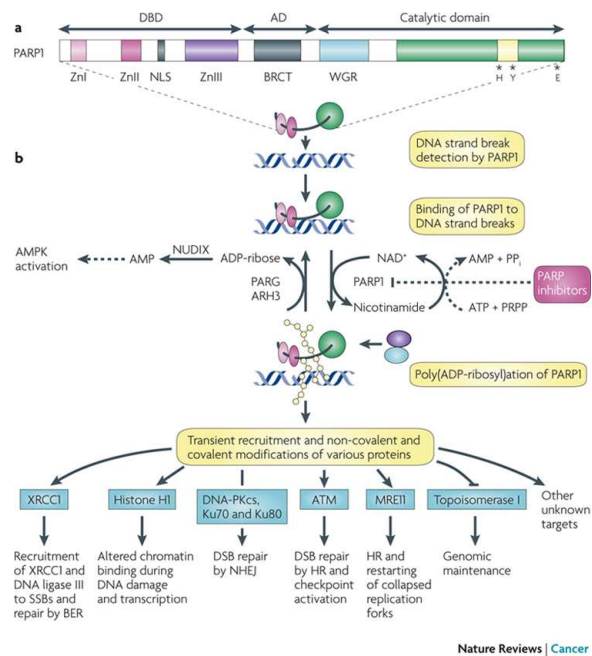 a
DBD
AD
Catalytic domain
PARP1
ZnI
ZnII
NLS
ZnIII
BRCT
WGR
* * *
H Y E
b
DNA strand break
detection by PARP1
Binding of PARP1 to
DNA strand breaks
AMPK
activation
AMP
NUDIX
ADP-ribose
PARG
ARH3
NAD+
PARP1
Nicotinamide
AMP + PPi
ATP + PRPP
PARP
inhibitors
Poly(ADP-ribosyl)ation of PARP1
Transient recruitment and non-covalent and
covalent modifications of various proteins
XRCC1
Histone H1
DNA-PKcs,
Ku70 and Ku80
ATM
MRE11
Topoisomerase I
Other
unknown
targets
Recruitment
of XRCC1 and
DNA ligase III
to SSBs and
repair by BER
Altered chromatin
binding during
DNA damage
and transcription
DSB repair
by NHEJ
DSB repair
by HR and
checkpoint
activation
HR and
restarting
of collapsed
replication
forks
Genomic
maintenance
Nature Reviews | Cancer